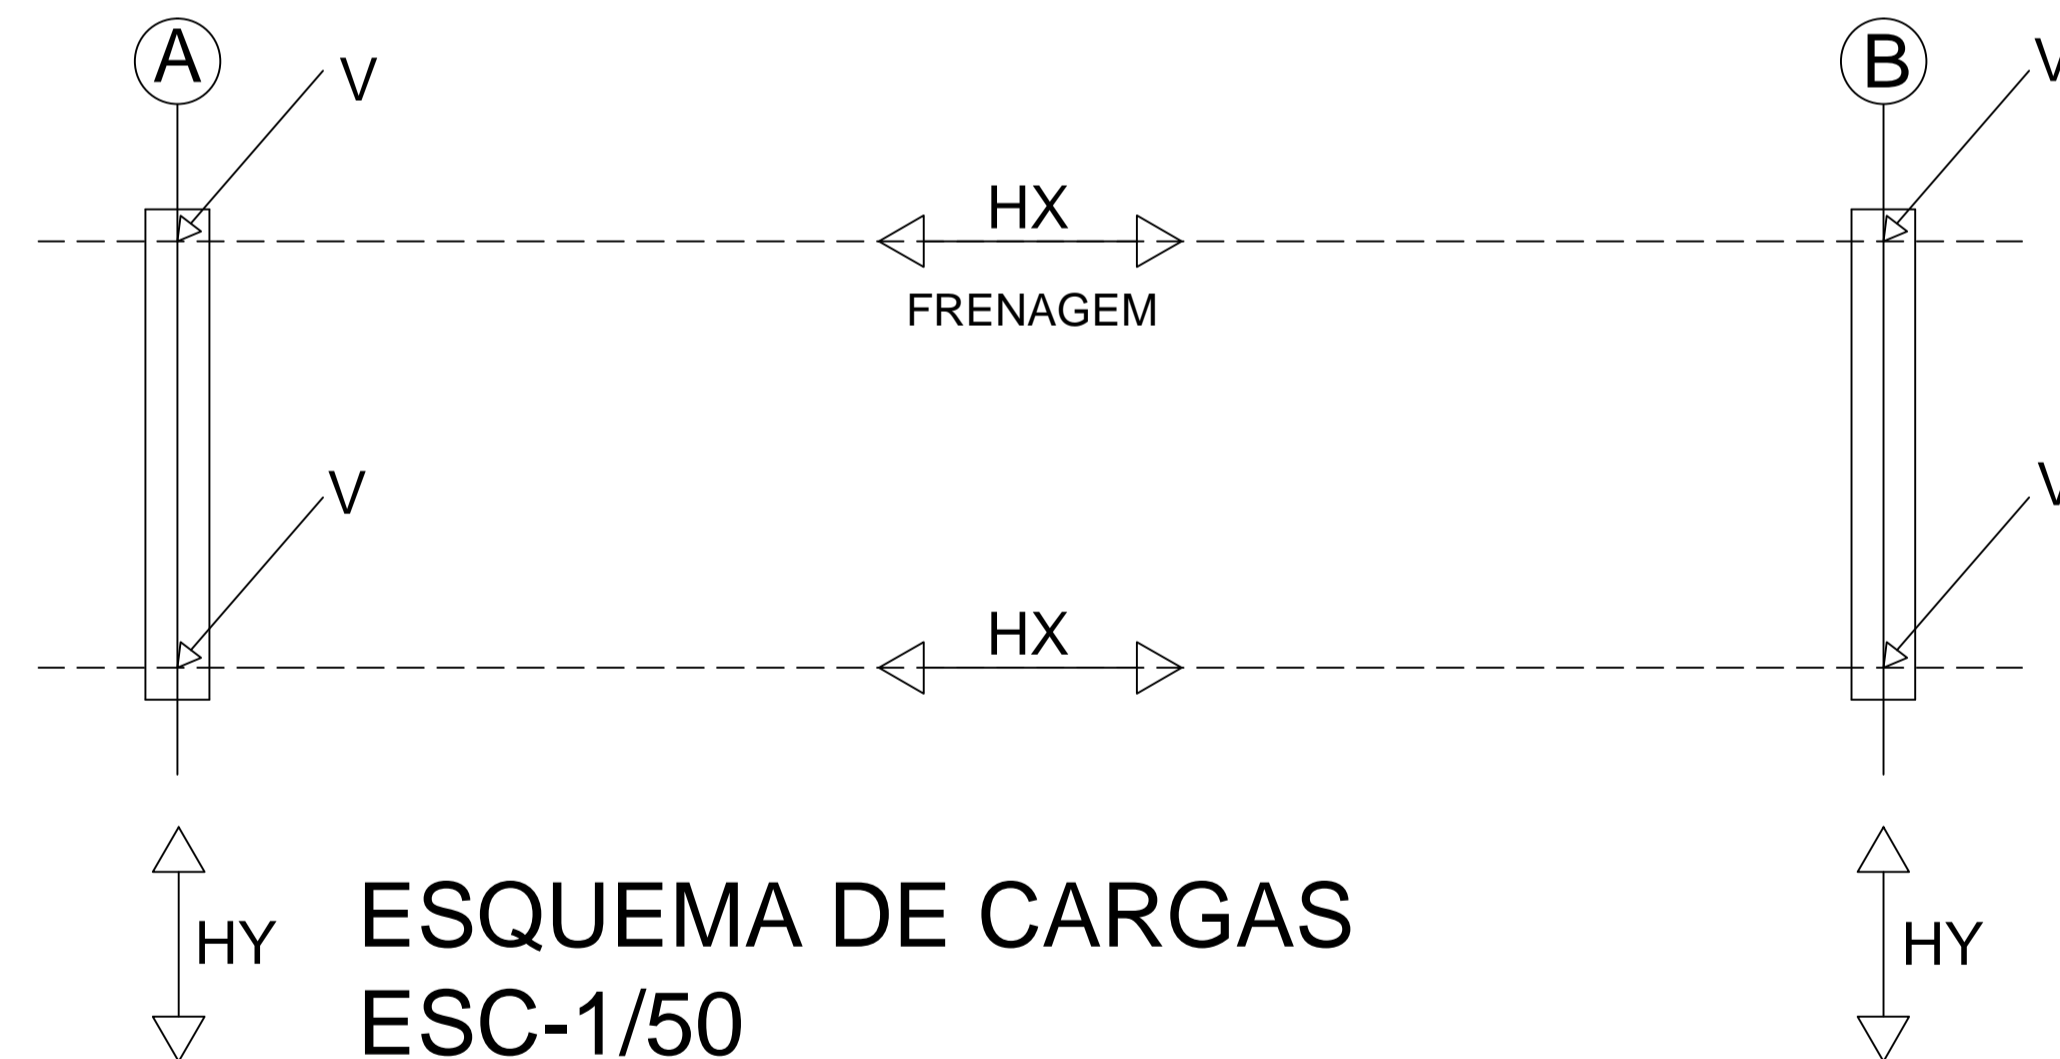 A
V
B
V
HX
FRENAGEM
V
V
HX
HY
ESQUEMA DE CARGAS
HY
ESC-1/50